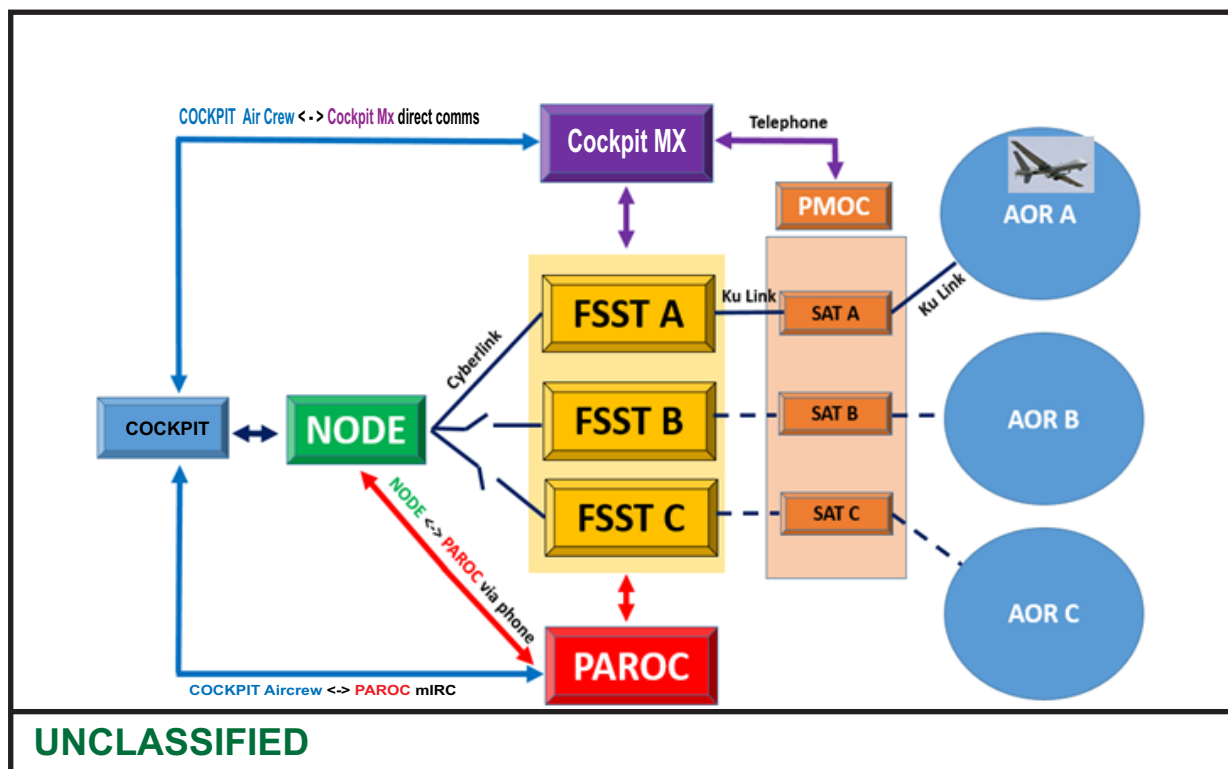 COCKPIT Air Crew < - > Cockpit Mx direct comms
Cockpit MX
Telephone
PMOC
AOR A
FSST A
Ku Link
SAT A
Ku Link
Cyberlink
COCKPIT
NODE
FSST B
SAT B
AOR B
FSST C
SAT C
AOR C
NODE <-> PAROC via phone
PAROC
COCKPIT Aircrew <-> PAROC mIRC
UNCLASSIFIED